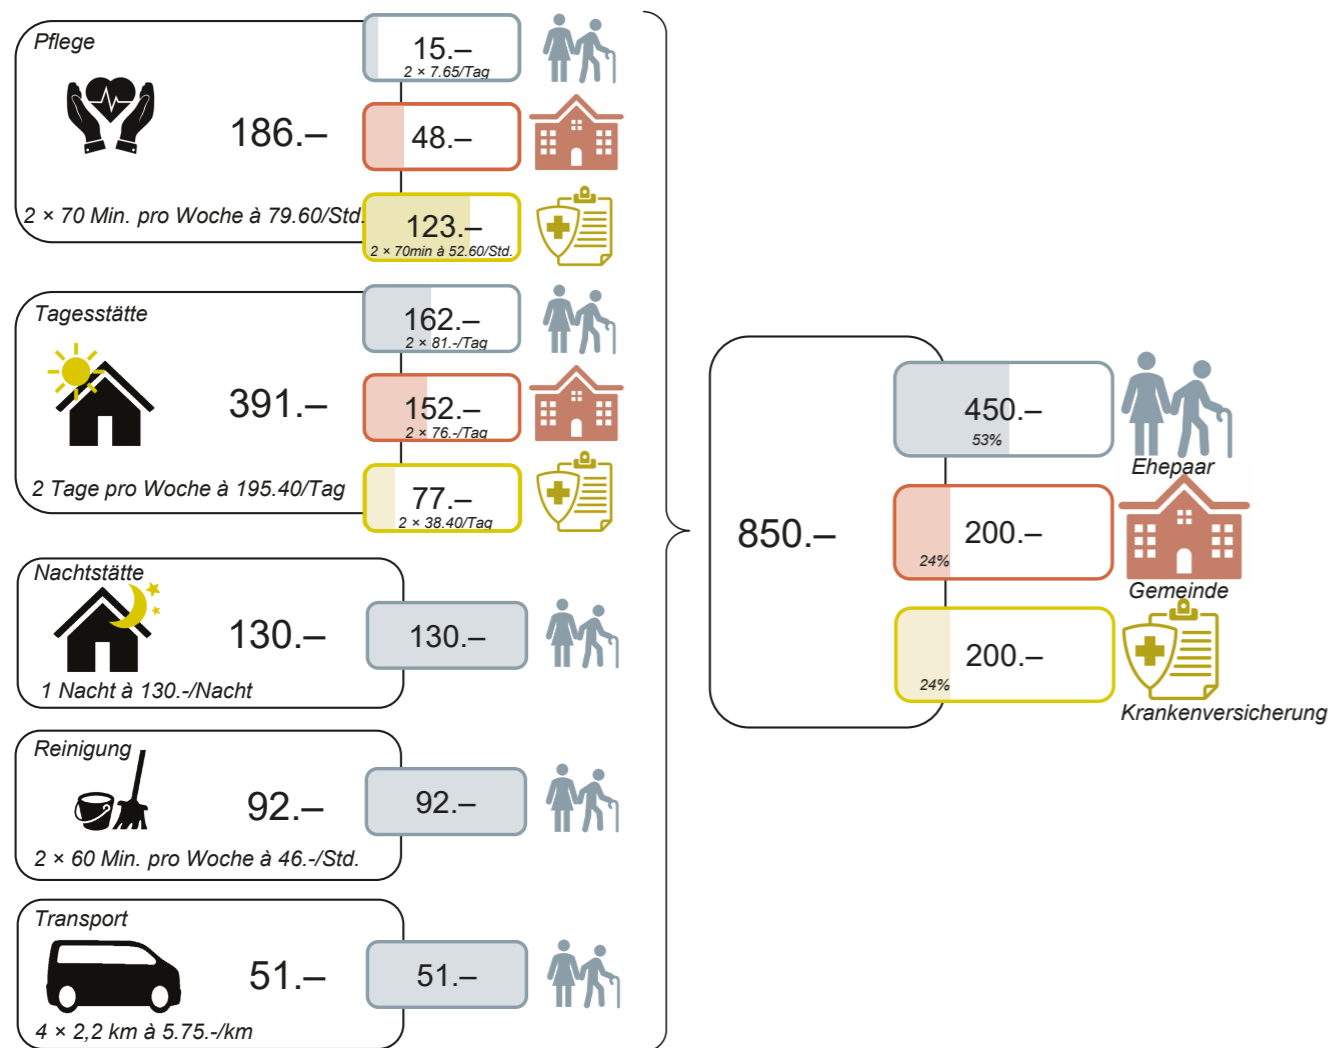 Pflege
186.–
2 × 70 Min. pro Woche à 79.60/Std.
15.–
2 × 7.65/Tag
48.–
123.–
2 × 70min à 52.60/Std.
Tagesstätte
391.–
2 Tage pro Woche à 195.40/Tag
162.–
2 × 81.-/Tag
152.–
2 × 76.-/Tag
77.–
2 × 38.40/Tag
Nachtstätte
130.–
1 Nacht à 130.-/Nacht
130.–
Reinigung
92.–
2 × 60 Min. pro Woche à 46.-/Std.
92.–
Transport
51.–
4 × 2,2 km à 5.75.-/km
51.–
850.–
450.–
53%
Ehepaar
200.–
24%
Gemeinde
200.–
24%
Krankenversicherung